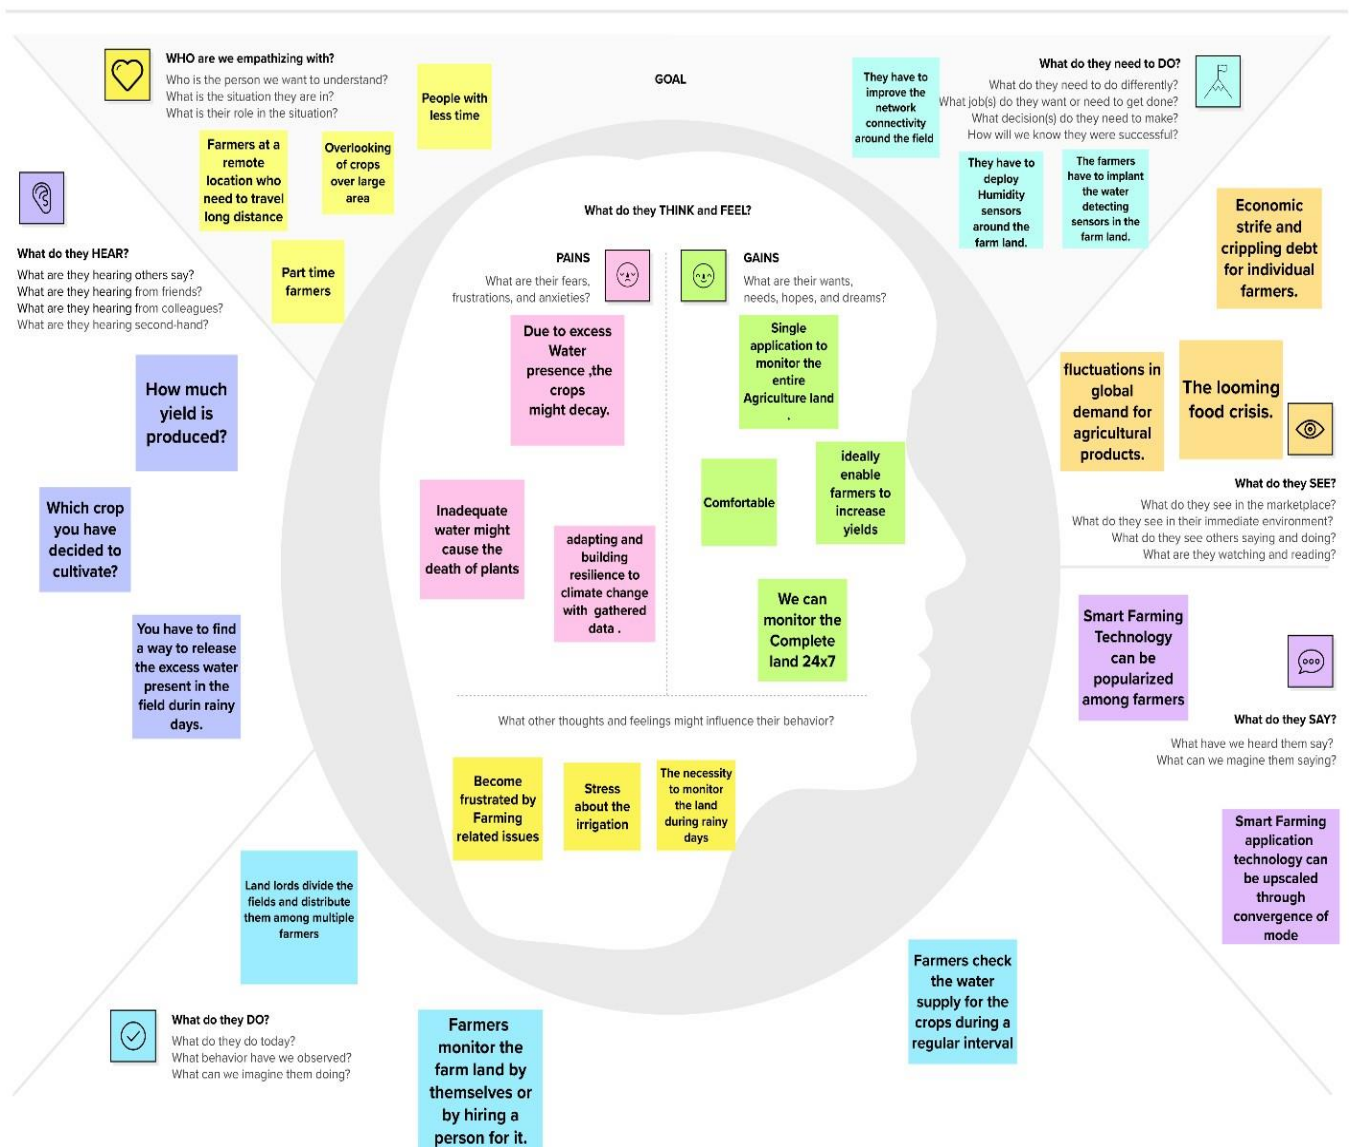 WHO are we empathizing with?
Who is the person we want to understand?
What is the situation they are in?
What is their role in the situation?
People with
less time
Farmers at a
remote
location who
need to travel
long distance
Overlooking
of crops
over large
area
Part time
farmers
GOAL
What do they need to DO?
What do they need to do differently?
What job(s) do they want or need to get done?
What decision(s) do they need to make?
How will we know they were successful?
They have to
improve the
network
connectivity
around the field
They have to
deploy
Humidity
sensors
around the
farm land.
The farmers
have to implant
the water
detecting
sensors in the
farm land.
What do they HEAR?
What are they hearing others say?
What are they hearing from friends?
What are they hearing from colleagues?
What are they hearing second-hand?
How much
yield is
produced?
Which crop
you have
decided to
cultivate?
You have to find
a way to release
the excess water
present in the
field durin rainy
days.
What do they THINK and FEEL?
PAINS
What are their fears,
frustrations, and anxieties?
Due to excess
Water
presence ,the
crops
might decay.
Inadequate
water might
cause the
death of plants
adapting and
building
resilience to
climate change
with gathered
data .
GAINS
What are their wants,
needs, hopes, and dreams?
Single
application to
monitor the
entire
Agriculture land
.
Comfortable
ideally
enable
farmers to
increase
yields
We can
monitor the
Complete
land 24x7
What other thoughts and feelings might influence their behavior?
Become
frustrated by
Farming
related issues
Stress
about the
irrigation
The necessity
to monitor
the land
during rainy
days
Economic
strife and
crippling debt
for individual
farmers.
fluctuations in
global
demand for
agricultural
products.
The looming
food crisis.
What do they SEE?
What do they see in the marketplace?
What do they see in their immediate environment?
What do they see others saying and doing?
What are they watching and reading?
Smart Farming
Technology
can be
popularized
among farmers
What do they SAY?
What have we heard them say?
What can we magine them saying?
Smart Farming
application
technology can
be upscaled
through
convergence of
mode
Land lords divide the
fields and distribute
them among multiple
farmers
What do they DO?
What do they do today?
What behavior have we observed?
What can we imagine them doing?
Farmers
monitor the
farm land by
themselves or
by hiring a
person for it.
Farmers check
the water
supply for the
crops during a
regular interval